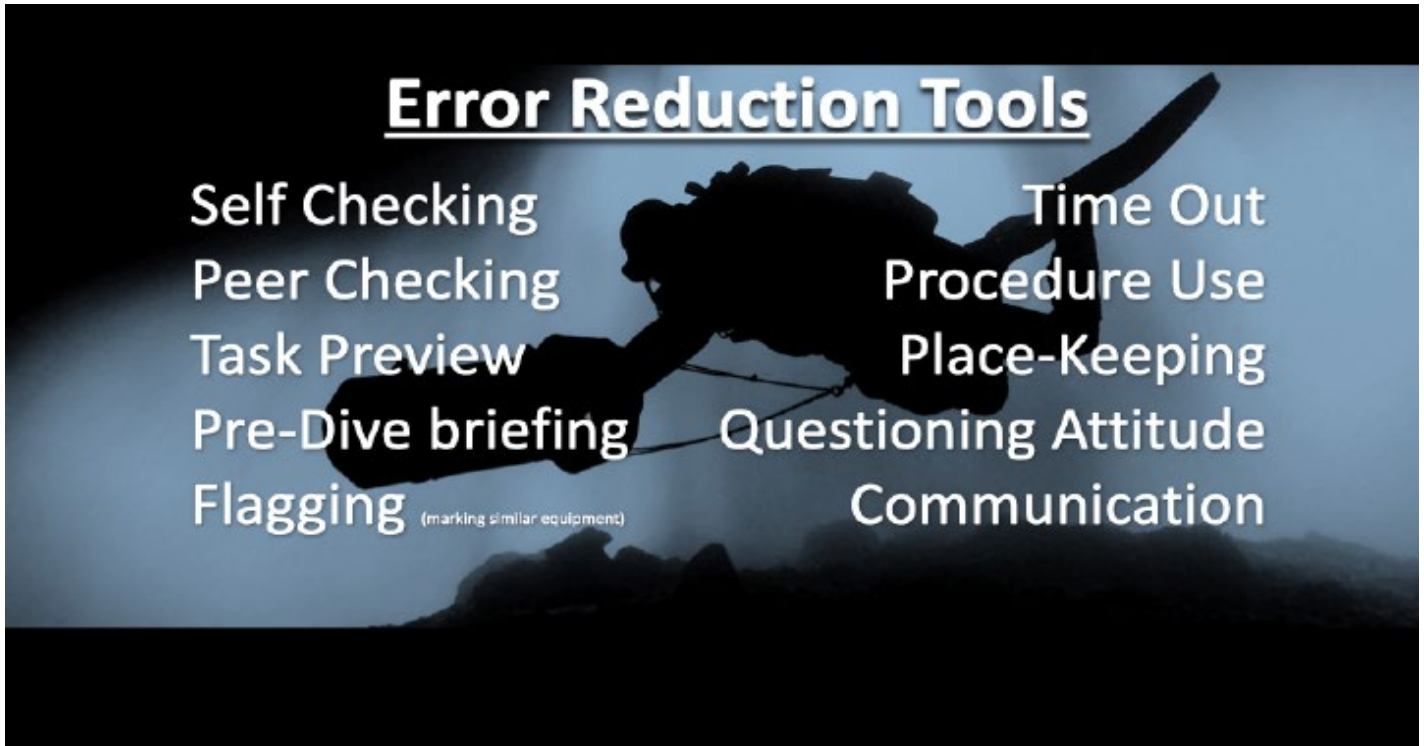 Error Reduction Tools
Self Checking
Peer Checking
Task Preview
Pre-Dive briefing
Flagging (marking similar equipment)
Time Out
Procedure Use
Place-Keeping
Questioning Attitude
Communication